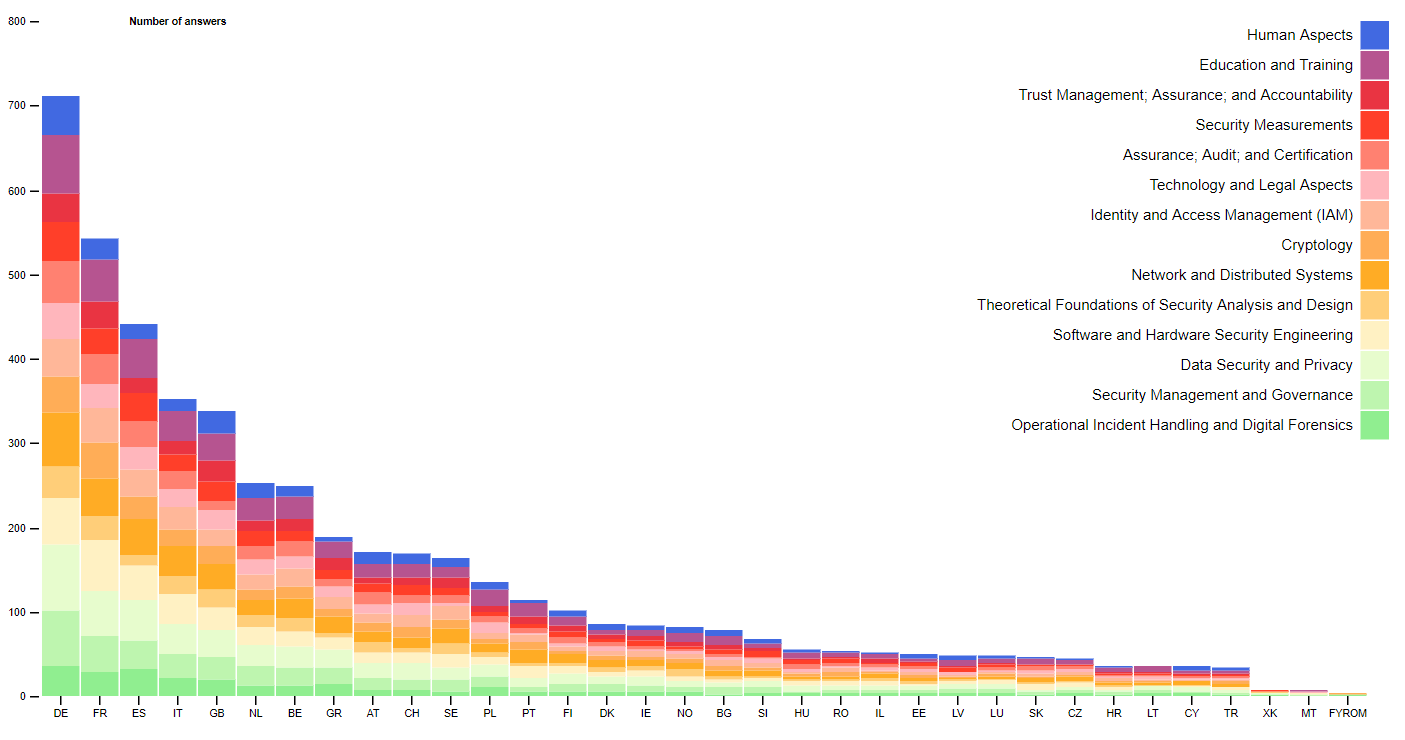 Number of answers
800
700
600
500
400
300
200
100
0
Human Aspects
Education and Training
Trust Management; Assurance; and Accountability
Security Measurements
Assurance; Audit; and Certification
Technology and Legal Aspects
Identity and Access Management (IAM)
Cryptology
Network and Distributed Systems
Theoretical Foundations of Security Analysis and Design
Software and Hardware Security Engineering
Data Security and Privacy
Security Management and Governance
Operational Incident Handling and Digital Forensics
DE FR ES IT GB NL BE GR AT CH SE PL PT FI DK IE NO BG SI HU RO IL EE LV LU SK CZ HR LT CY TR XK MT FYROM